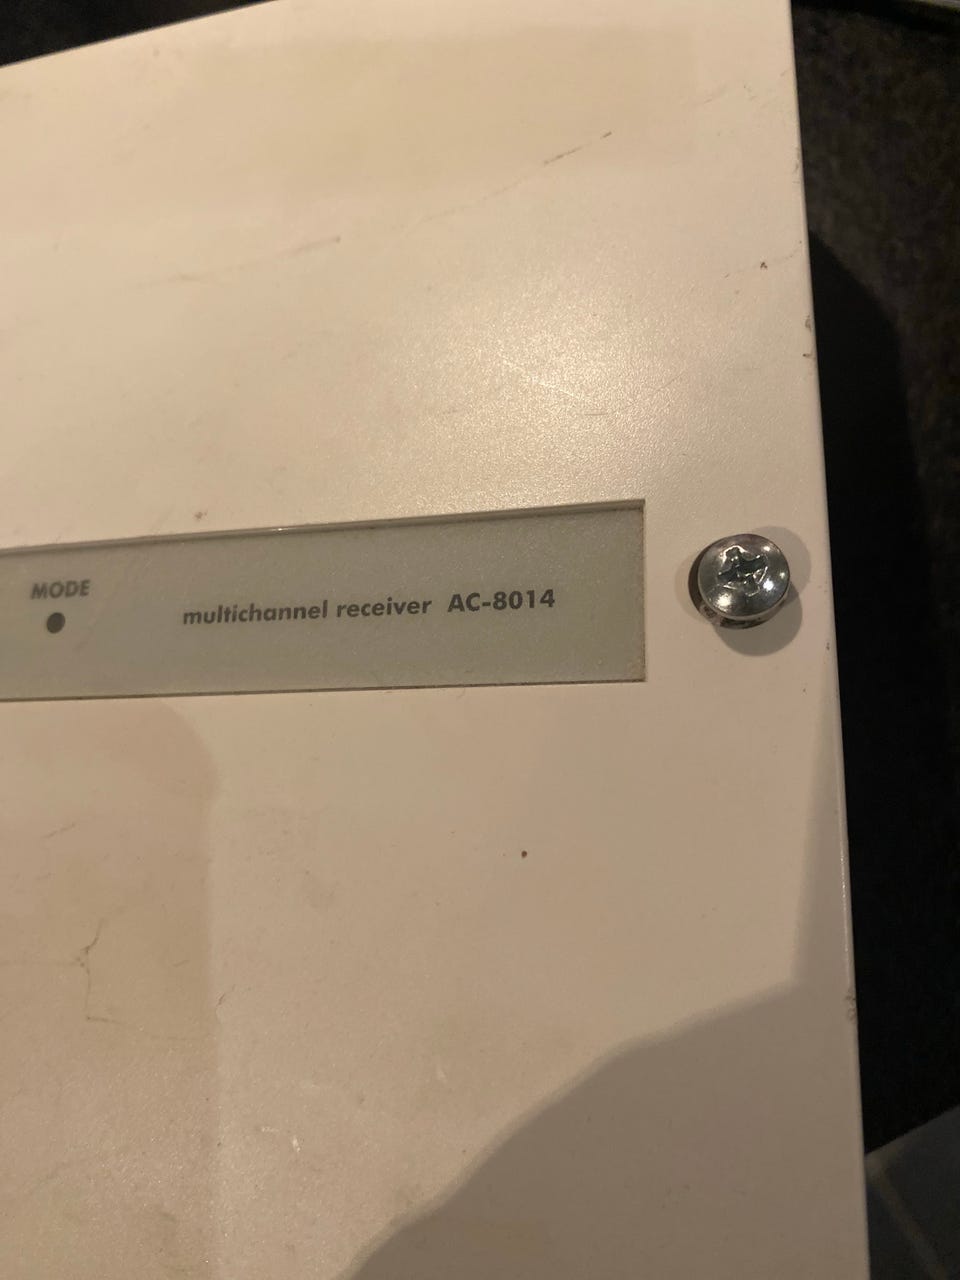 MODE
multichannel receiver AC-8014